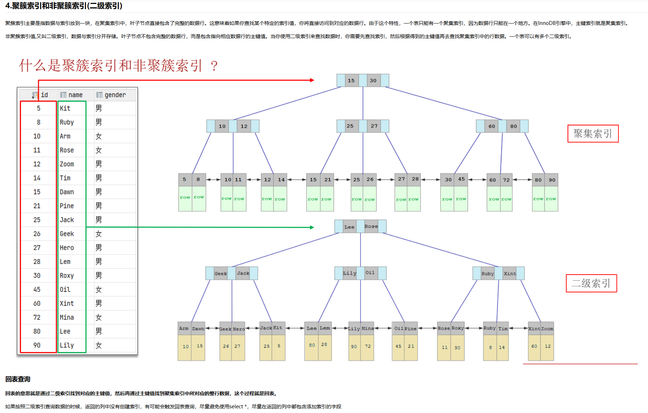 4.聚簇索引和非聚簇索引(二级索引)
聚簇索引主要是指数据与索引放到一块，在聚簇索引中，叶子节点直接包含了完整的数据行。这意味着如果你查找某个特定的索引值，你将直接访问到对应的数据行。由于这个特性，一个表只能有一个聚集索引，因为数据行只能在一个地方。在InnoDB引擎中，主键索引就是聚集索引。
非聚簇索引值,又叫二级索引，数据与索引分开存储。叶子节点不包含完整的数据行，而是包含指向相应数据行的主键值。当你使用二级索引来查找数据时，你需要先查找索引，然后根据得到的主键值再去查找聚集索引中的行数据。一个表可以有多个二级索引。
什么是聚簇索引和非聚簇索引 ？
id name gender
5 Kit 男
8 Ruby 男
10 Arm 女
11 Rose 女
12 Zoom 男
14 Tim 男
15 Dawn 男
21 Pine 男
25 Jack 男
26 Geek 女
27 Hero 男
28 Lem 男
30 Roxy 男
45 Oil 女
60 Xint 男
72 Mina 女
80 Lee 男
90 Lily 女
15 30
10 12 25 27 60 80
聚集索引
5 8 10 11 12 14 15 21 25 26 27 28 30 45 60 72 80 90
row row row row row row row row row row row row row row row row row row
Lee Rose
Geek Jack Lily Oil Ruby Xint
二级索引
Arm Dawn Geek Hero Jack Kit Lee Lem Lily Mina Oil Pine Rose Roxy Ruby Tim Xint Zoom
10 15 26 27 25 5 80 28 90 72 45 21 11 30 8 14 60 12
回表查询
回表的意思就是通过二级索引找到对应的主键值，然后再通过主键值找到聚集索引中所对应的整行数据，这个过程就是回表。
如果按照二级索引查询数据的时候，返回的列中没有创建索引，有可能会触发回表查询，尽量避免使用select *，尽量在返回的列中都包含添加索引的字段